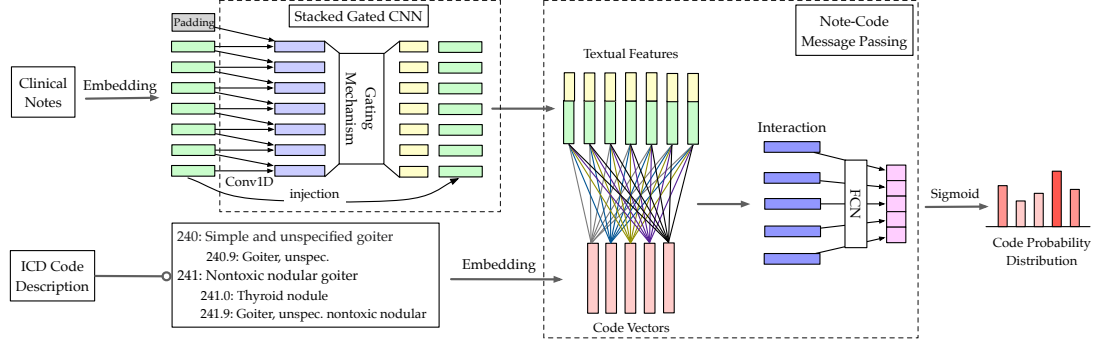 Padding
Stacked Gated CNN
Clinical
Notes
Embedding
Gating
Mechanism
Conv1D
injection
ICD Code
Description
240: Simple and unspecified goiter
240.9: Goiter, unspec.
241: Nontoxic nodular goiter
241.0: Thyroid nodule
241.9: Goiter, unspec. nontoxic nodular
Embedding
Note-Code
Message Passing
Textual Features
Code Vectors
Interaction
FCN
Sigmoid
Code Probability
Distribution